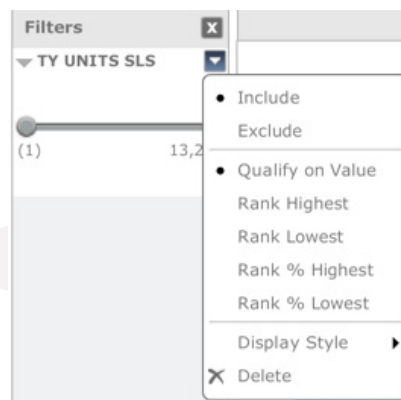 Filters
TY UNITS SLS
(1) 13,2
Include
Exclude
Qualify on Value
Rank Highest
Rank Lowest
Rank % Highest
Rank % Lowest
Display Style
Delete